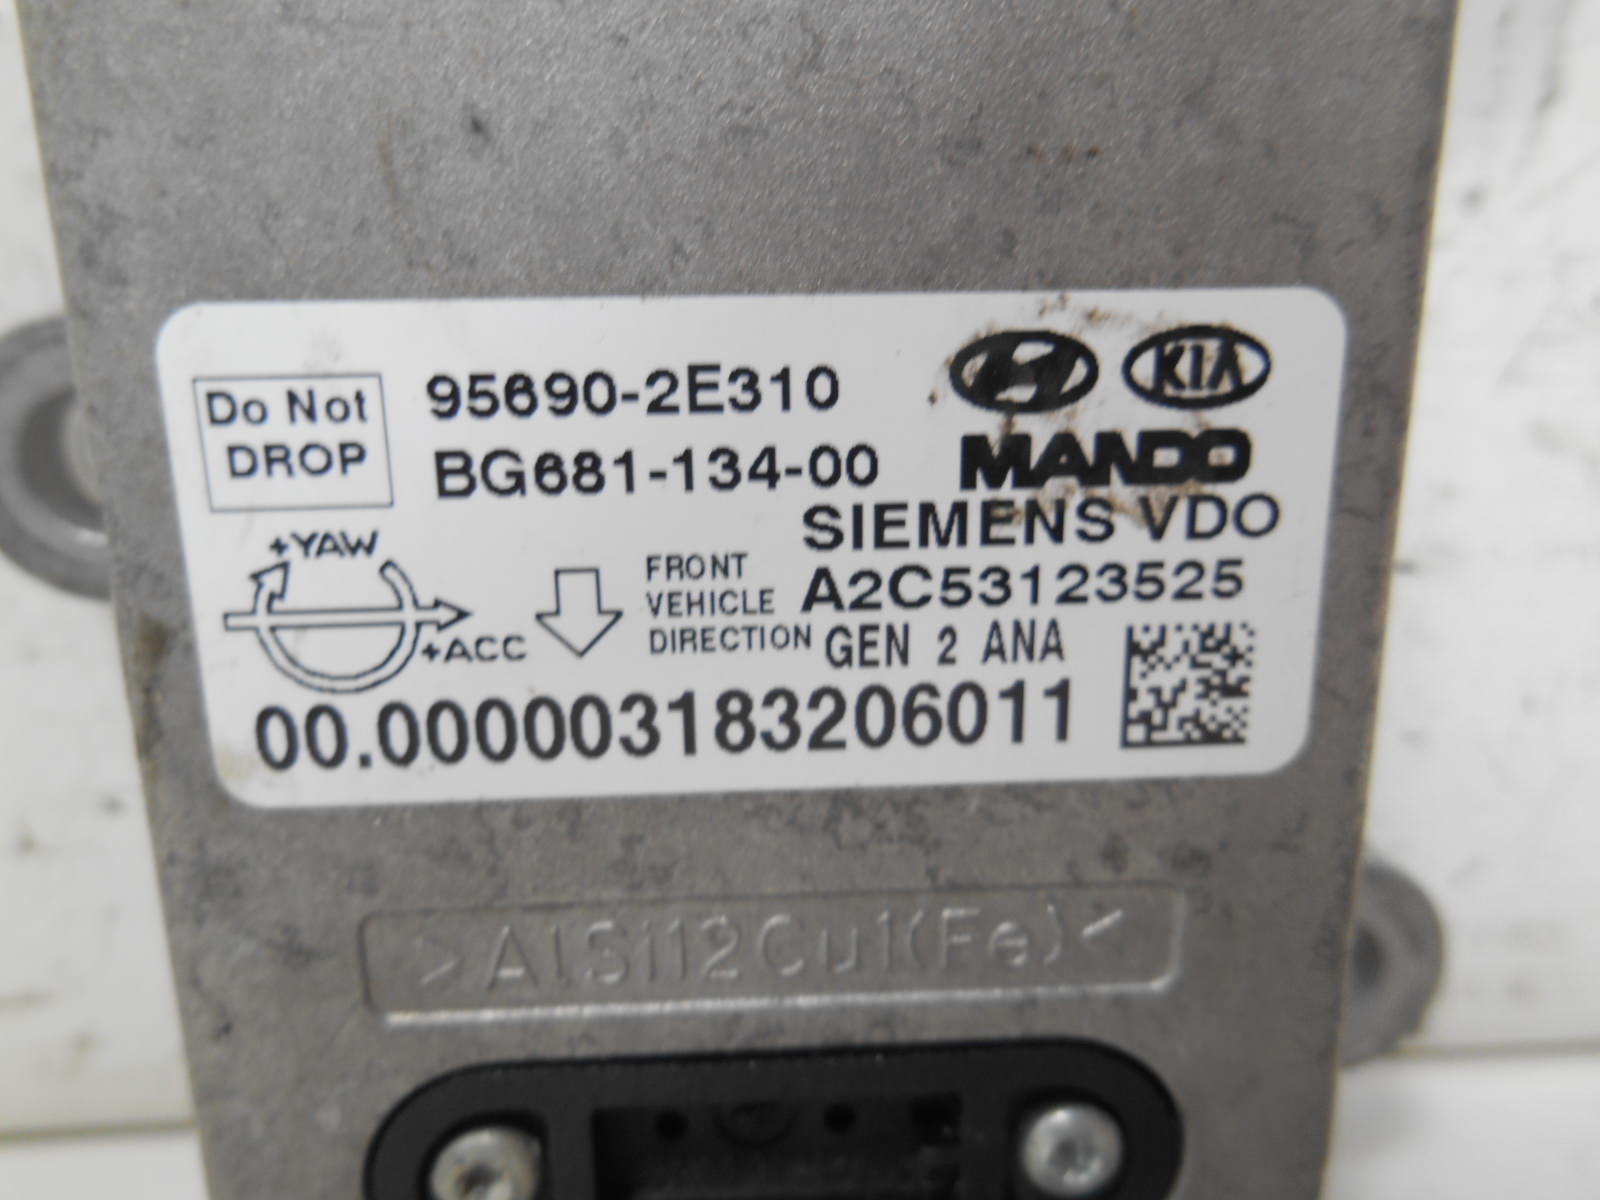 Do Not
DROP
95690-2E310
BG681-134-00
KIA
MANDO
SIEMENS VDO
A2C53123525
GEN 2 ANA
+YAW
+ACC
FRONT
VEHICLE
DIRECTION
00.000003183206011
>AlSi12Cu1(Fe)<